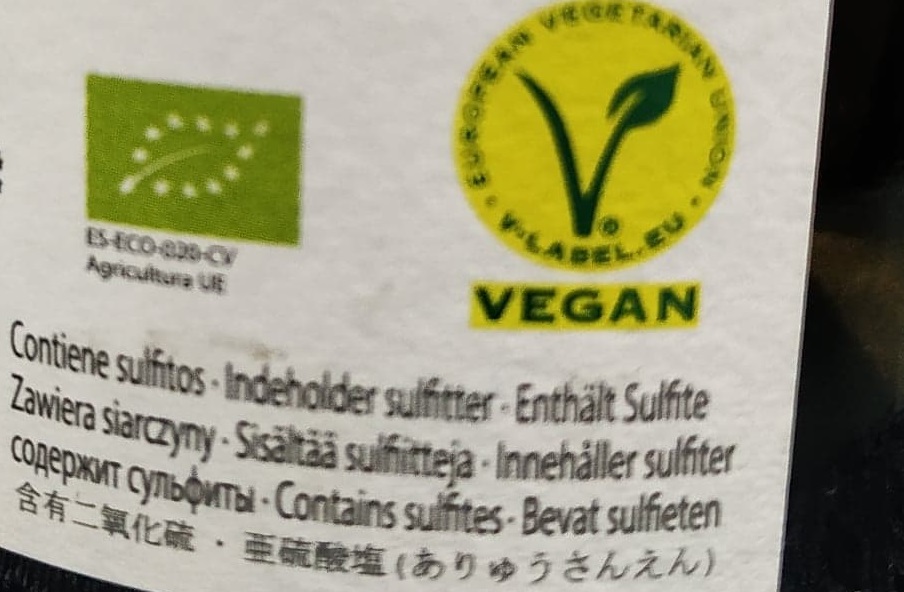 EUROPEAN VEGETARIAN UNION
V
®
• V-LABEL.EU •
VEGAN
ES-ECO-020-CV
Agricultura UE
Contiene sulfitos · Indeholder sulfitter · Enthält Sulfite
Zawiera siarczyny · Sisältää sulfiitteja · Innehåller sulfiter
содержит сульфиты · Contains sulfites · Bevat sulfieten
含有二氧化硫 · 亜硫酸塩 (ありゅうさんえん)